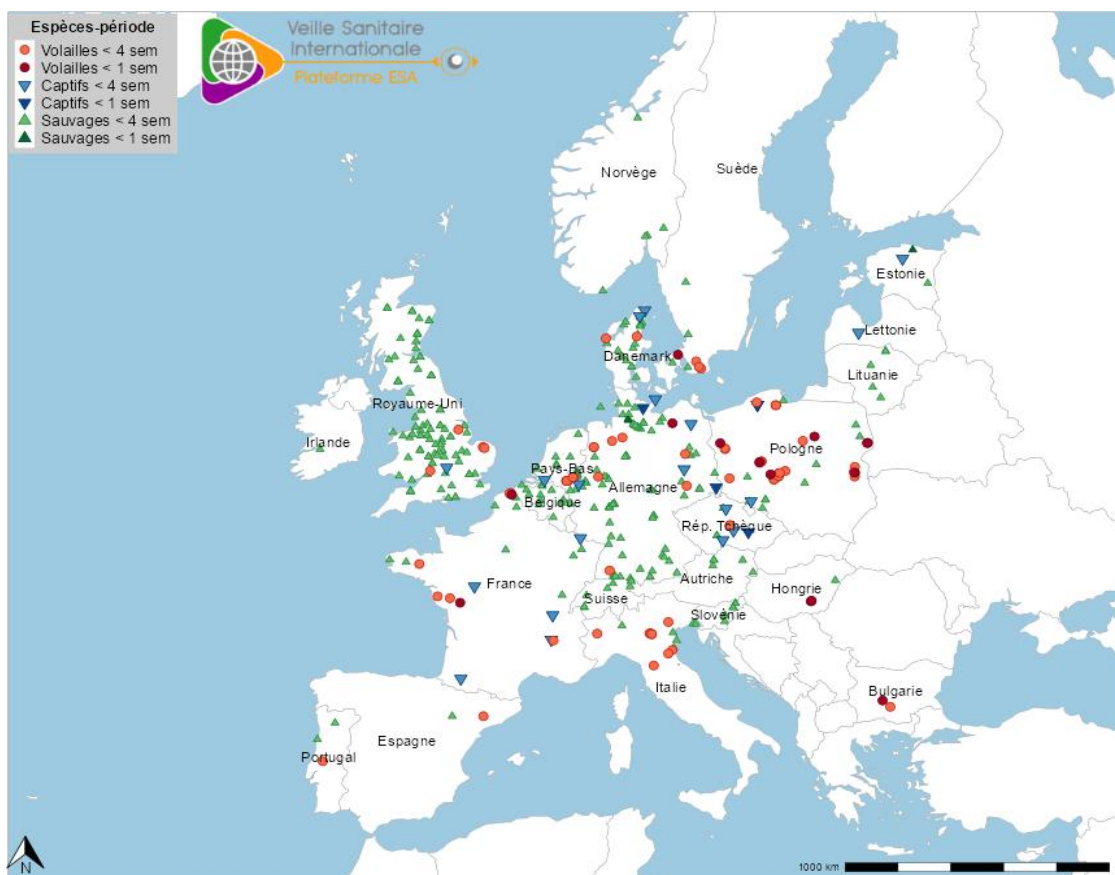 Espèces-période
Volailles < 4 sem
Volailles < 1 sem
Captifs < 4 sem
Captifs < 1 sem
Sauvages < 4 sem
Sauvages < 1 sem
Veille Sanitaire
Internationale
Plateforme ESA
Norvège
Suède
Estonie
Lettonie
Danemark
Lituanie
Royaume-Uni
Irlande
Pays-Bas
Pologne
Allemagne
Belgique
Rép. Tchèque
France
Autriche
Hongrie
Suisse
Slovénie
Italie
Bulgarie
Espagne
Portugal
N
1000 km